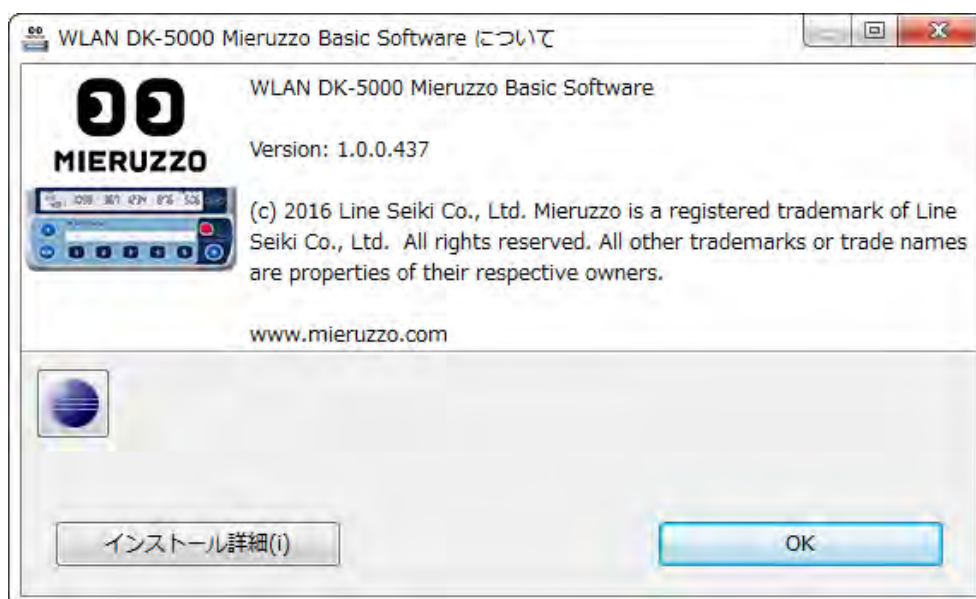 WLAN DK-5000 Mieruzzo Basic Software について
WLAN DK-5000 Mieruzzo Basic Software
MIERUZZO
Version: 1.0.0.437
(c) 2016 Line Seiki Co., Ltd. Mieruzzo is a registered trademark of Line
Seiki Co., Ltd.  All rights reserved. All other trademarks or trade names
are properties of their respective owners.
www.mieruzzo.com
インストール詳細(i)
OK